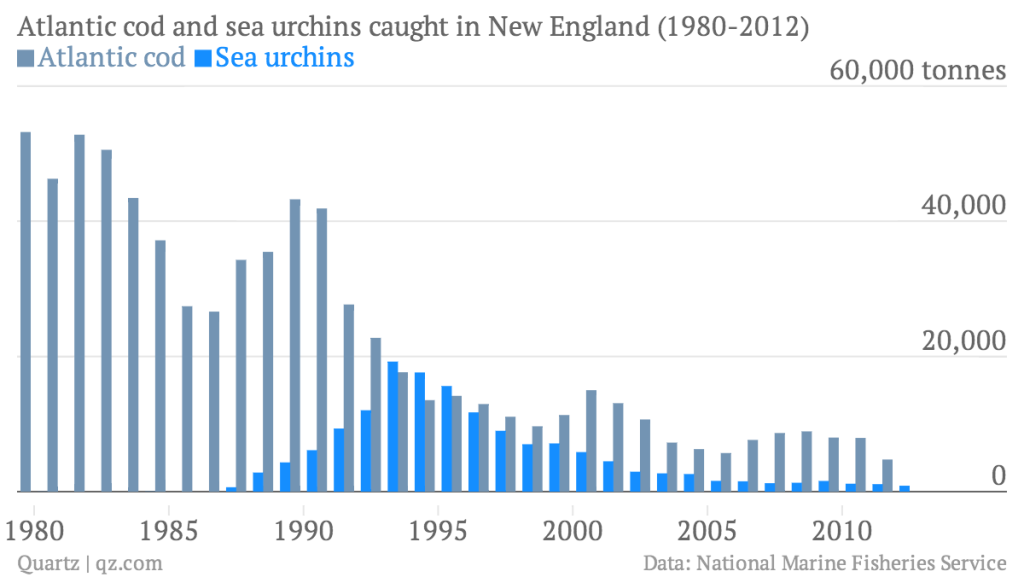 Atlantic cod and sea urchins caught in New England (1980-2012)
Atlantic cod Sea urchins
60,000 tonnes
40,000
20,000
0
1980 1985 1990 1995 2000 2005 2010
Quartz | qz.com Data: National Marine Fisheries Service